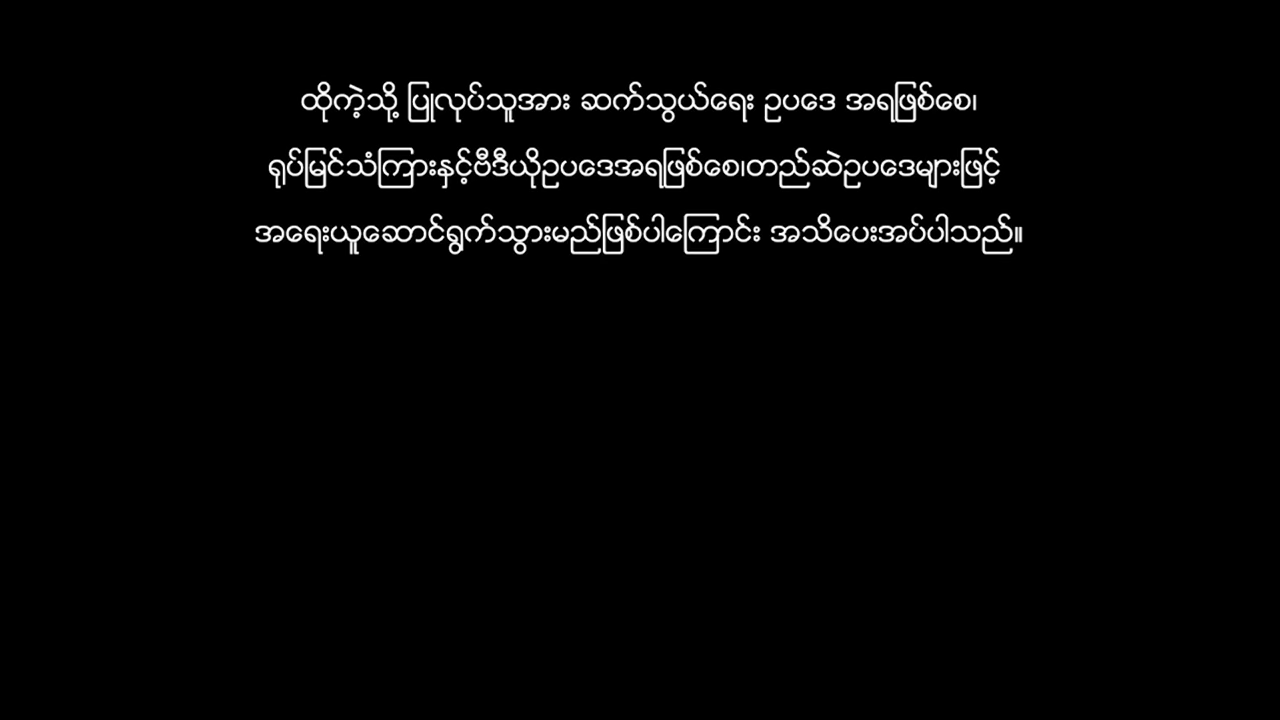 ထိုကဲ့သို့ ပြုလုပ်သူအား ဆက်သွယ်ရေး ဥပဒေ အရဖြစ်စေ၊
ရုပ်မြင်သံကြားနှင့်ဗီဒီယိုဥပဒေအရဖြစ်စေ၊တည်ဆဲဥပဒေများဖြင့်
အရေးယူဆောင်ရွက်သွားမည်ဖြစ်ပါကြောင်း အသိပေးအပ်ပါသည်။